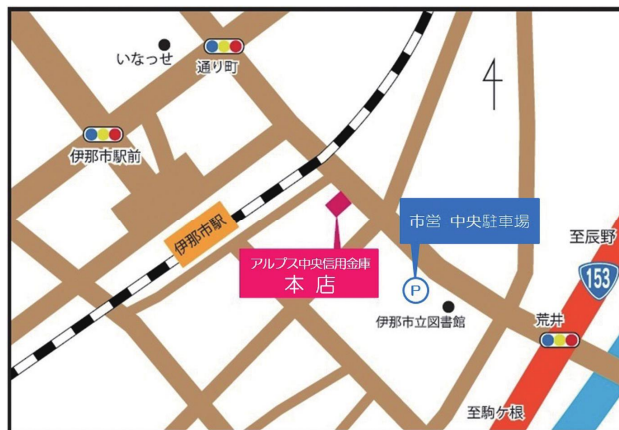 いなっせ
通り町
伊那市駅前
伊那市駅
アルプス中央信用金庫
本店
市営 中央駐車場
P
伊那市立図書館
至辰野
153
荒井
至駒ケ根